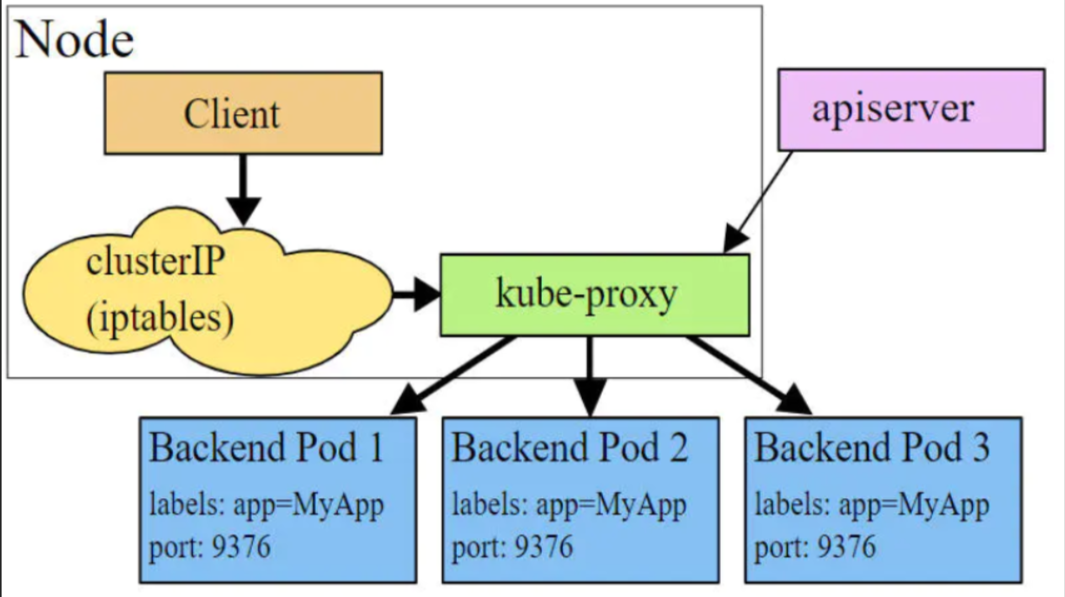 Node
Client
apiserver
clusterIP
(iptables)
kube-proxy
Backend Pod 1
labels: app=MyApp
port: 9376
Backend Pod 2
labels: app=MyApp
port: 9376
Backend Pod 3
labels: app=MyApp
port: 9376